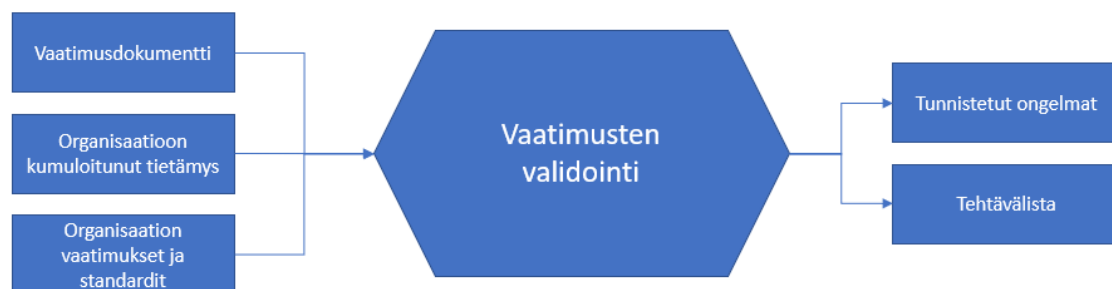 Vaatimusdokumentti
Organisaatioon
kumuloitunut tietämys
Organisaation
vaatimukset ja
standardit
Vaatimusten
validointi
Tunnistetut ongelmat
Tehtävälista